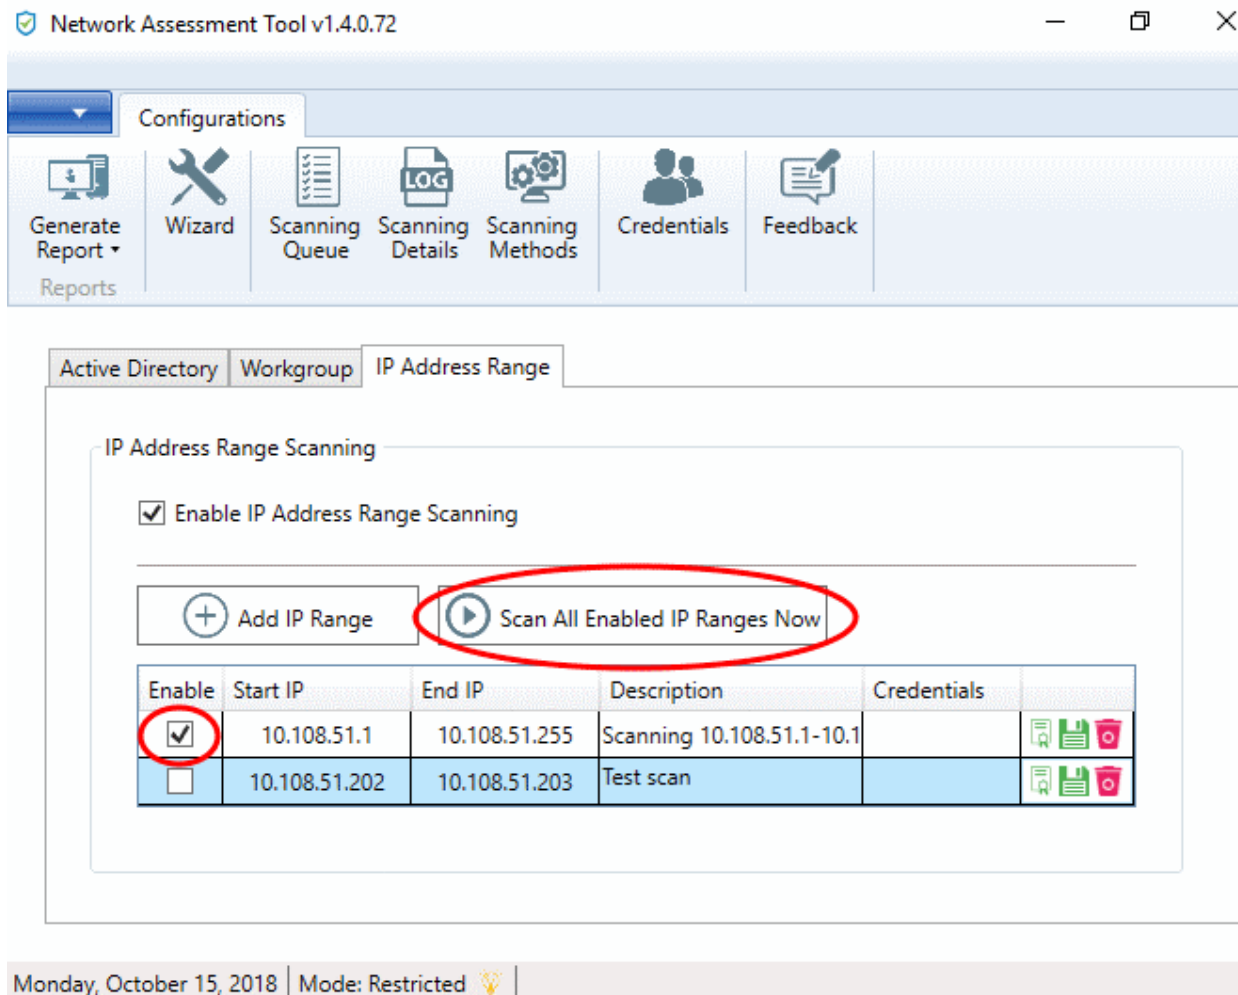 Network Assessment Tool v1.4.0.72
Configurations
Generate Report
Wizard
LOG
Scanning Queue
Scanning Details
Scanning Methods
Credentials
Feedback
Reports
Active Directory
Workgroup
IP Address Range
IP Address Range Scanning
Enable IP Address Range Scanning
Add IP Range
Scan All Enabled IP Ranges Now
Enable Start IP End IP Description Credentials
10.108.51.1 10.108.51.255 Scanning 10.108.51.1-10.1
10.108.51.202 10.108.51.203 Test scan
Monday, October 15, 2018 Mode: Restricted